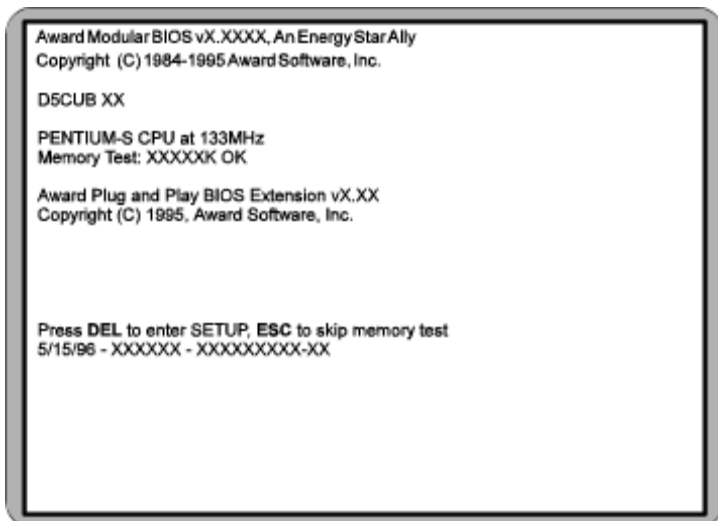 Award Modular BIOS vX.XXXX, An Energy Star Ally
Copyright (C) 1984-1995 Award Software, Inc.
D5CUB XX
PENTIUM-S CPU at 133MHz
Memory Test: XXXXXK OK
Award Plug and Play BIOS Extension vX.XX
Copyright (C) 1995, Award Software, Inc.
Press DEL to enter SETUP, ESC to skip memory test
5/15/96 - XXXXXX - XXXXXXXXX-XX